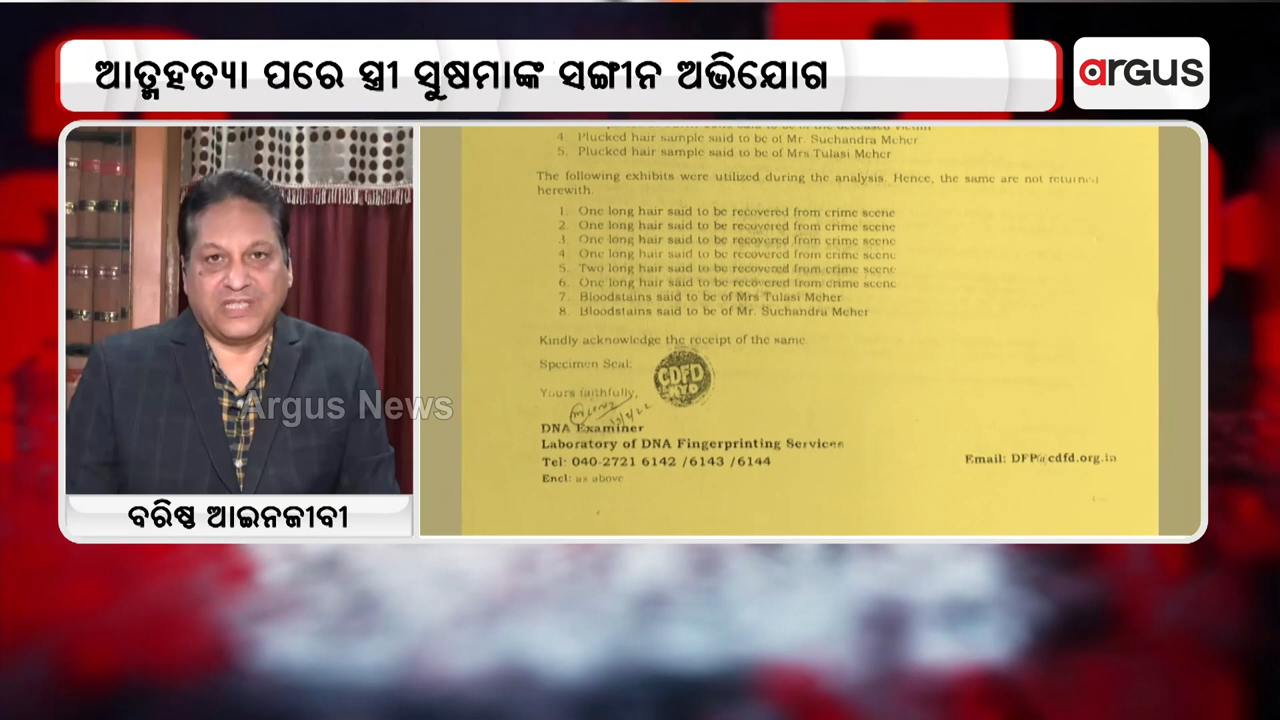 ଆତ୍ମହତ୍ୟା ପରେ ସ୍ତ୍ରୀ ସୁଷମାଙ୍କ ସଙ୍ଗୀନ ଅଭିଯୋଗ
argus
said to be of the deceased victim
4. Plucked hair sample said to be of Mr. Suchandra Meher
5. Plucked hair sample said to be of Mrs Tulasi Meher
The following exhibits were utilized during the analysis. Hence, the same are not returned
herewith.
1. One long hair said to be recovered from crime scene
2. One long hair said to be recovered from crime scene
3. One long hair said to be recovered from crime scene
4. One long hair said to be recovered from crime scene
5. Two long hair said to be recovered from crime scene
6. One long hair said to be recovered from crime scene
7. Bloodstains said to be of Mrs Tulasi Meher
8. Bloodstains said to be of Mr. Suchandra Meher
Kindly acknowledge the receipt of the same.
Specimen Seal:
CDFD
HYD
Yours faithfully,
DNA Examiner
Laboratory of DNA Fingerprinting Services
Tel: 040-2721 6142 /6143 /6144
Email: DFP@cdfd.org.in
Encl: as above
Argus News
ବରିଷ୍ଠ ଆଇନଜୀବୀ